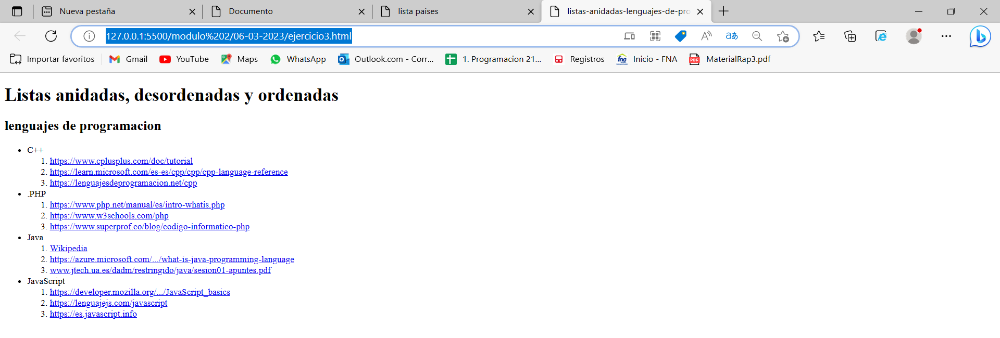 Nueva pestaña
Documento
lista paises
listas-anidadas-lenguajes-de-pro
127.0.0.1:5500/modulo%202/06-03-2023/ejercicio3.html
Importar favoritos
Gmail
YouTube
Maps
WhatsApp
Outlook.com - Corr...
1. Programacion 21...
Registros
Inicio - FNA
MaterialRap3.pdf
Listas anidadas, desordenadas y ordenadas
lenguajes de programacion
• C++
1. https://www.cplusplus.com/doc/tutorial
2. https://learn.microsoft.com/es-es/cpp/cpp/cpp-language-reference
3. https://lenguajesdeprogramacion.net/cpp
• .PHP
1. https://www.php.net/manual/es/intro-whatis.php
2. https://www.w3schools.com/php
3. https://www.superprof.co/blog/codigo-informatico-php
• Java
1. Wikipedia
2. https://azure.microsoft.com/.../what-is-java-programming-language
3. www.jtech.ua.es/dadm/restringido/java/sesion01-apuntes.pdf
• JavaScript
1. https://developer.mozilla.org/.../JavaScript_basics
2. https://lenguajejs.com/javascript
3. https://es.javascript.info